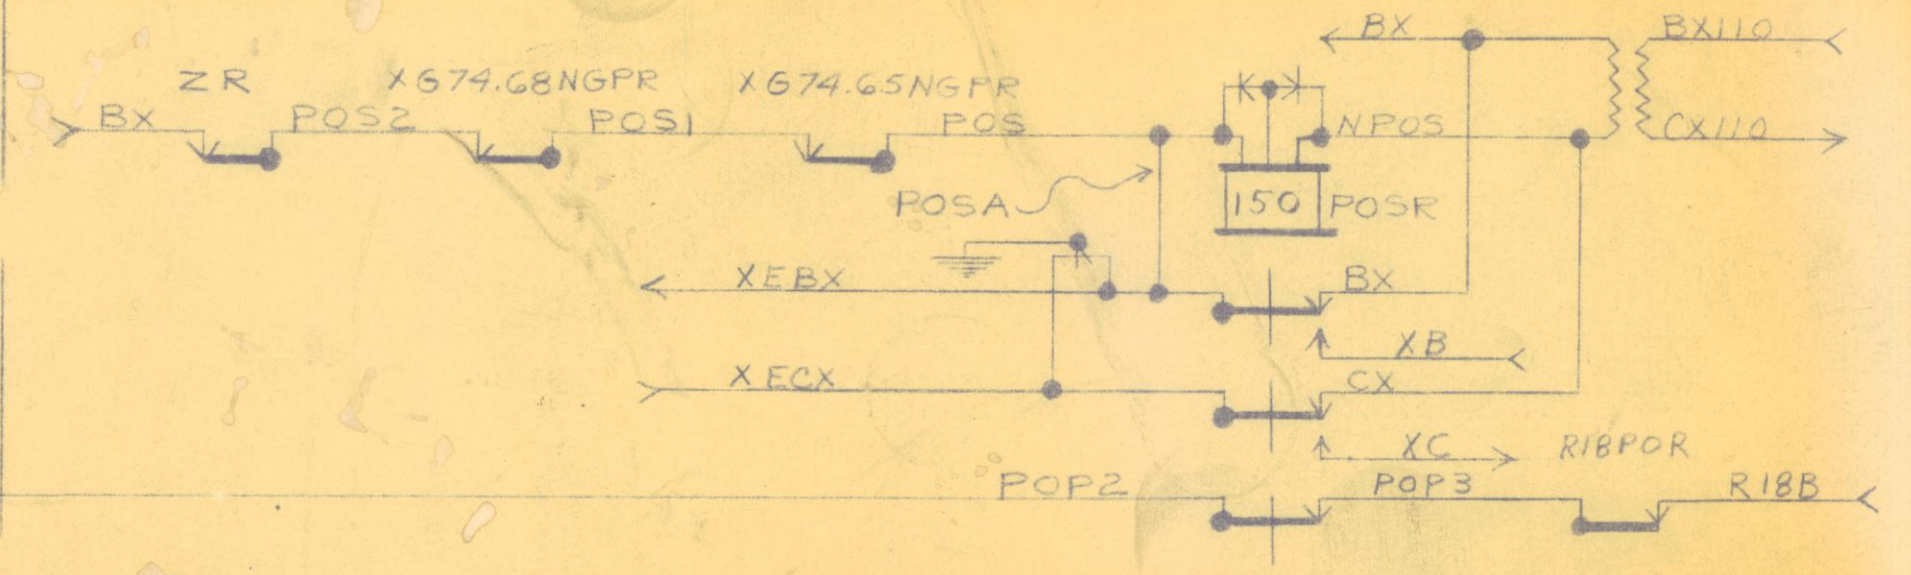 BX BX110
ZR XG74.68NGPR XG74.65NGPR
BX POS2 POS1 POS NPOS CX110
POSA 150 POSR
XEBX BX
XB
XECX CX
XC R18POR
POP2 POP3 R18B